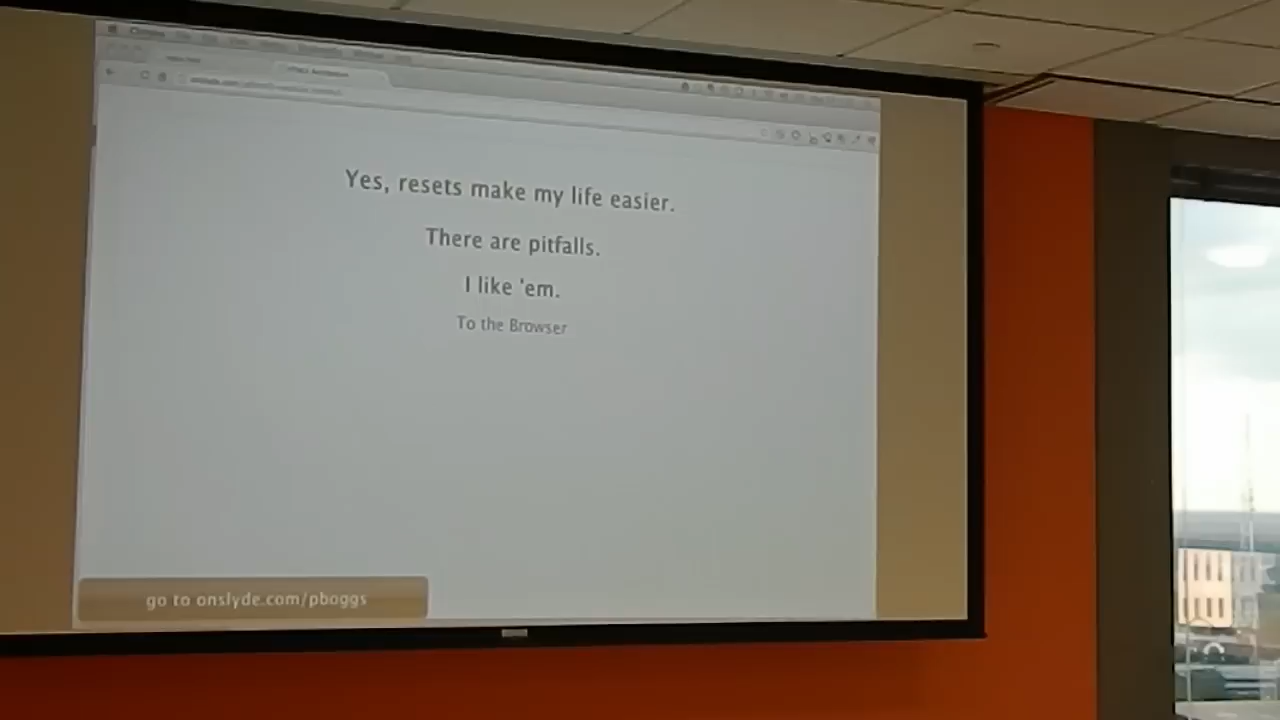 Yes, resets make my life easier.
There are pitfalls.
I like 'em.
To the Browser
go to onslyde.com/pboggs